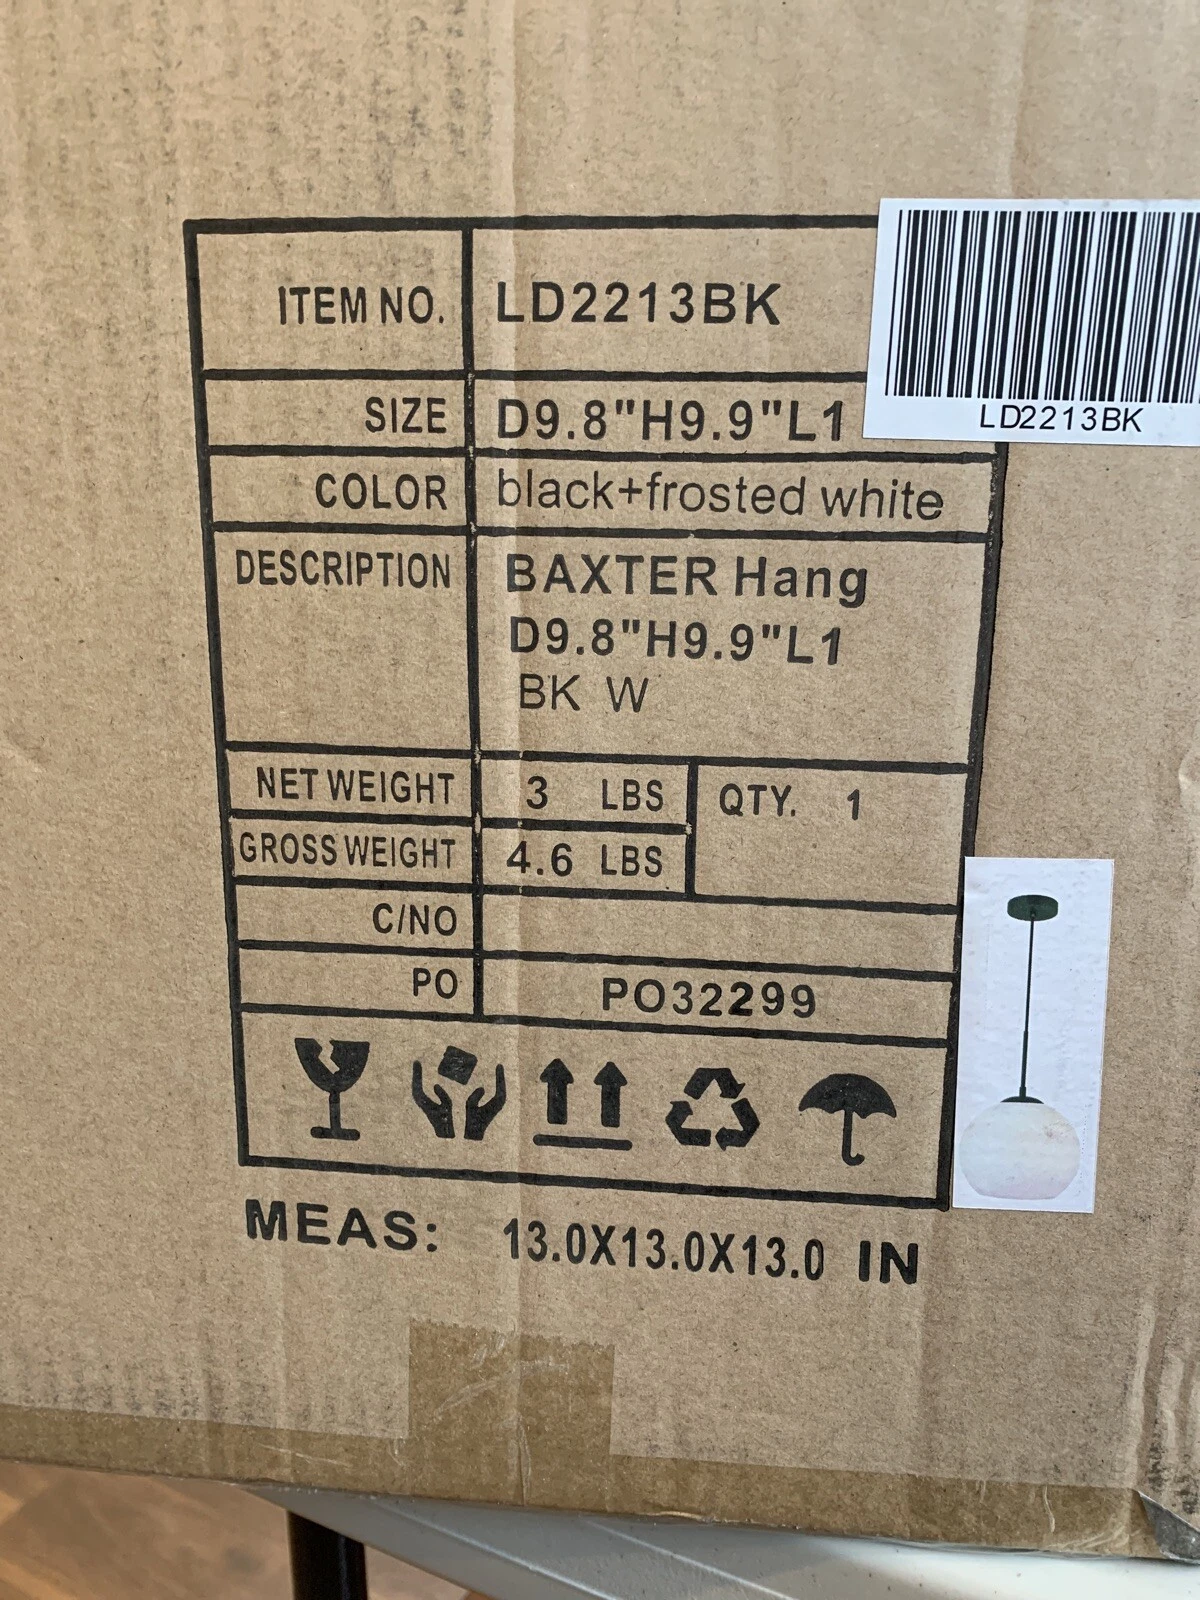 ITEM NO. LD2213BK
LD2213BK
SIZE D9.8"H9.9"L1
COLOR black+frosted white
DESCRIPTION BAXTER Hang
D9.8"H9.9"L1
BK W
NET WEIGHT 3 LBS QTY. 1
GROSS WEIGHT 4.6 LBS
C/NO
PO PO32299
MEAS: 13.0X13.0X13.0 IN